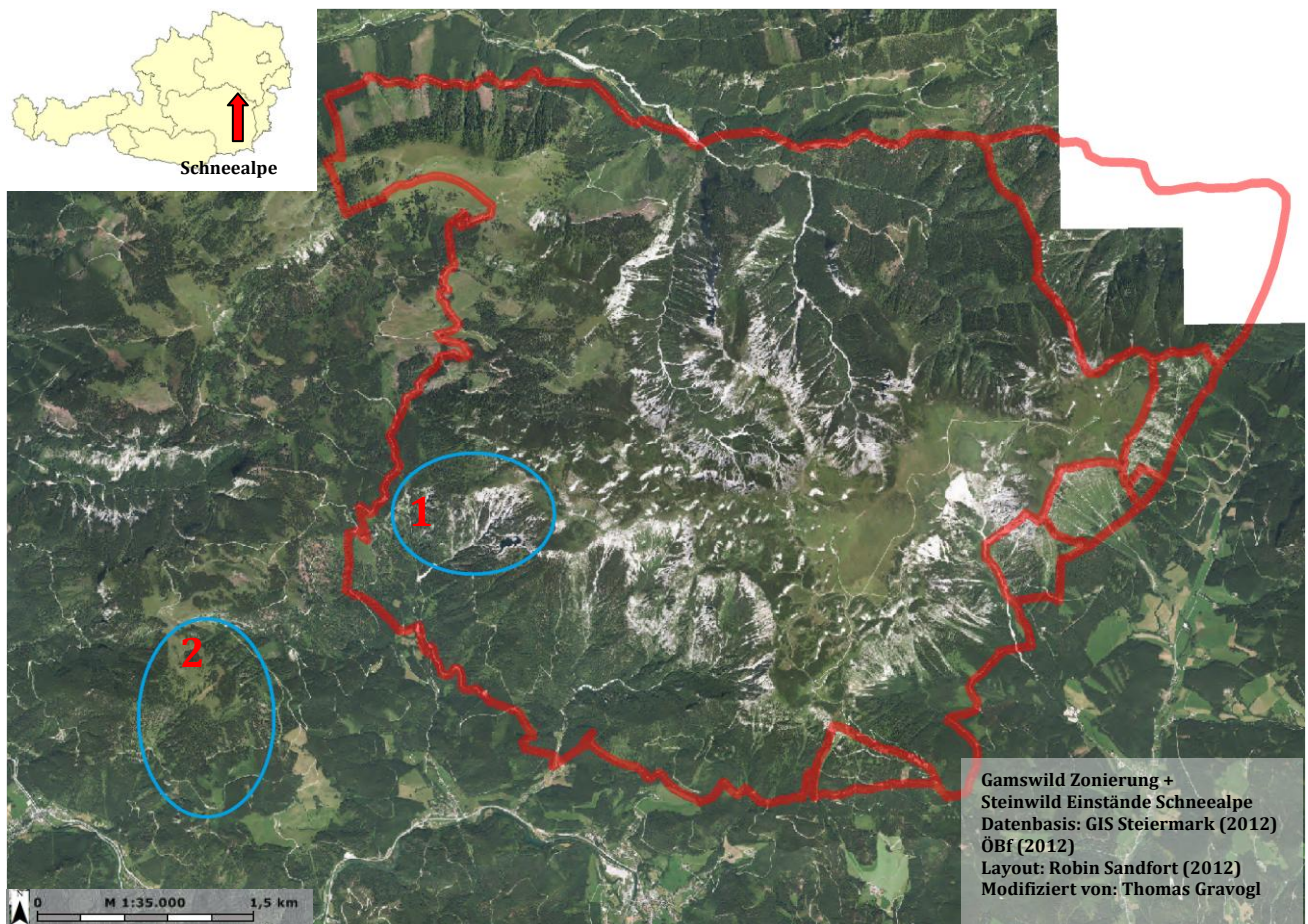 Schneealpe
1
2
Gamswild Zonierung +
Steinwild Einstände Schneealpe
Datenbasis: GIS Steiermark (2012)
ÖBf (2012)
Layout: Robin Sandfort (2012)
Modifiziert von: Thomas Gravogl
N
0 M 1:35.000 1,5 km